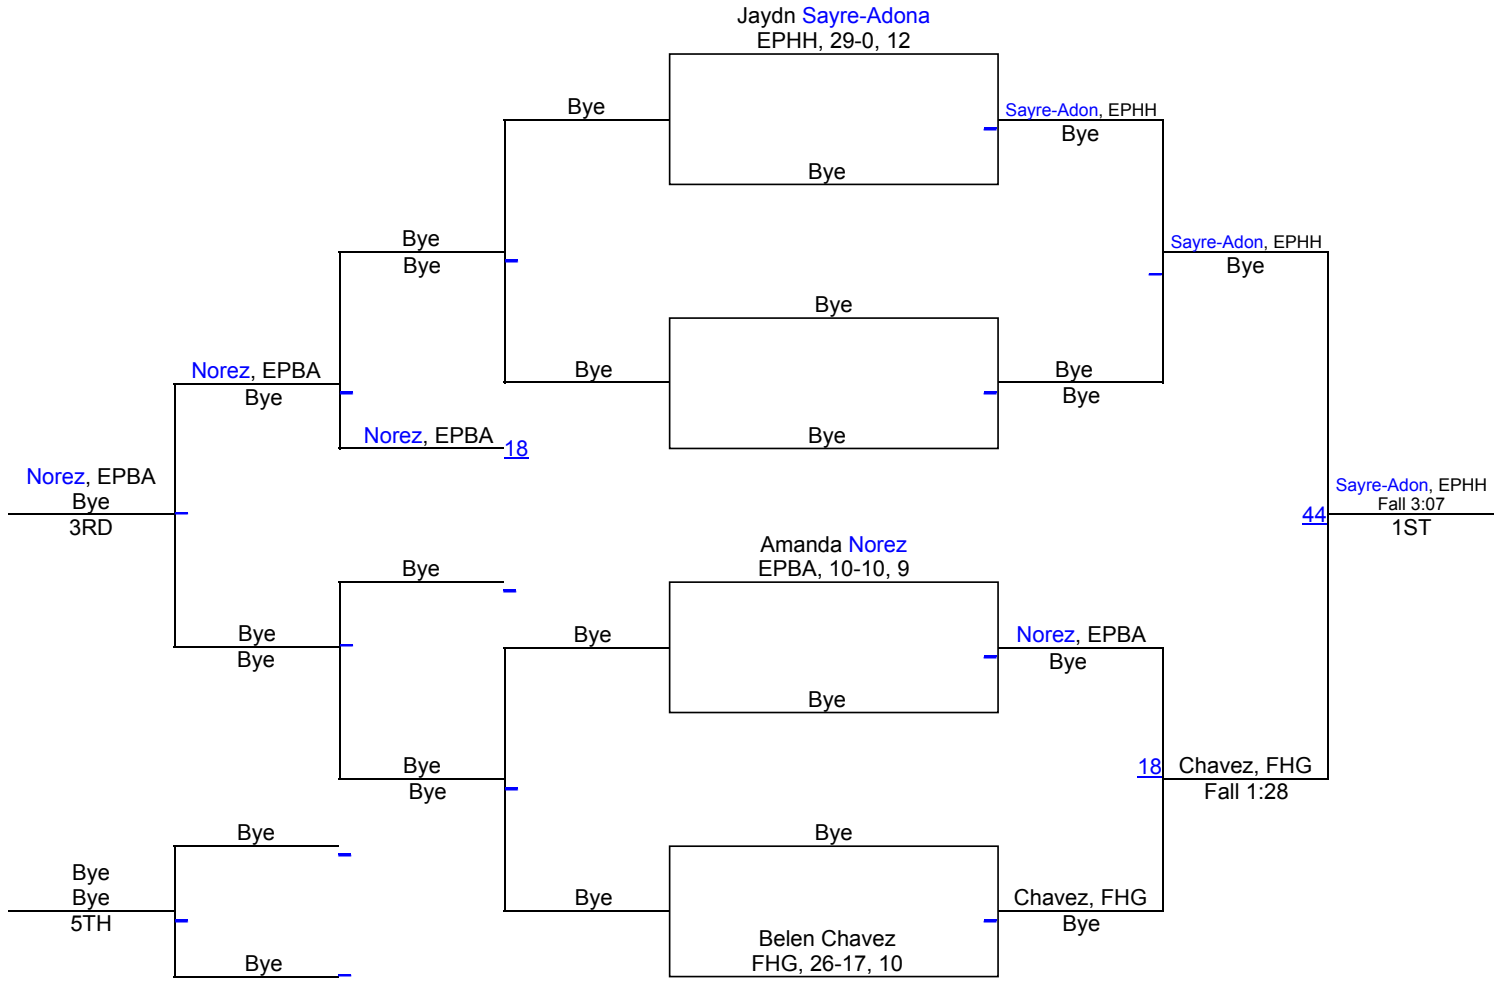 Jaydn Sayre-Adona
EPHH, 29-0, 12
Bye
Sayre-Adon, EPHH
Bye
Bye
Bye
Bye
Sayre-Adon, EPHH
Bye
Bye
Bye
Bye
Bye
Norez, EPBA
Bye
Bye
Norez, EPBA
18
Norez, EPBA
Bye
3RD
Sayre-Adon, EPHH
Fall 3:07
44
1ST
Amanda Norez
EPBA, 10-10, 9
Bye
Bye
Norez, EPBA
Bye
Bye
Bye
Bye
Bye
Bye
18
Chavez, FHG
Fall 1:28
Bye
Bye
Bye
Bye
5TH
Bye
Chavez, FHG
Bye
Belen Chavez
FHG, 26-17, 10
Bye